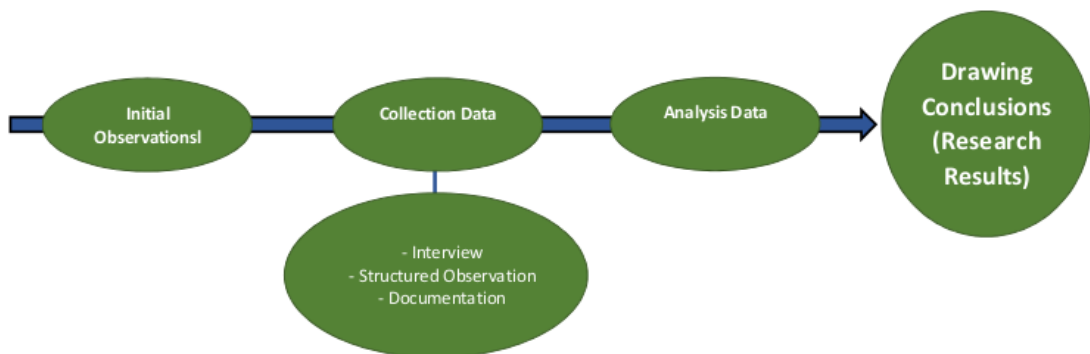 Initial
Observationsl
Collection Data
Analysis Data
Drawing
Conclusions
(Research
Results)
- Interview
- Structured Observation
- Documentation